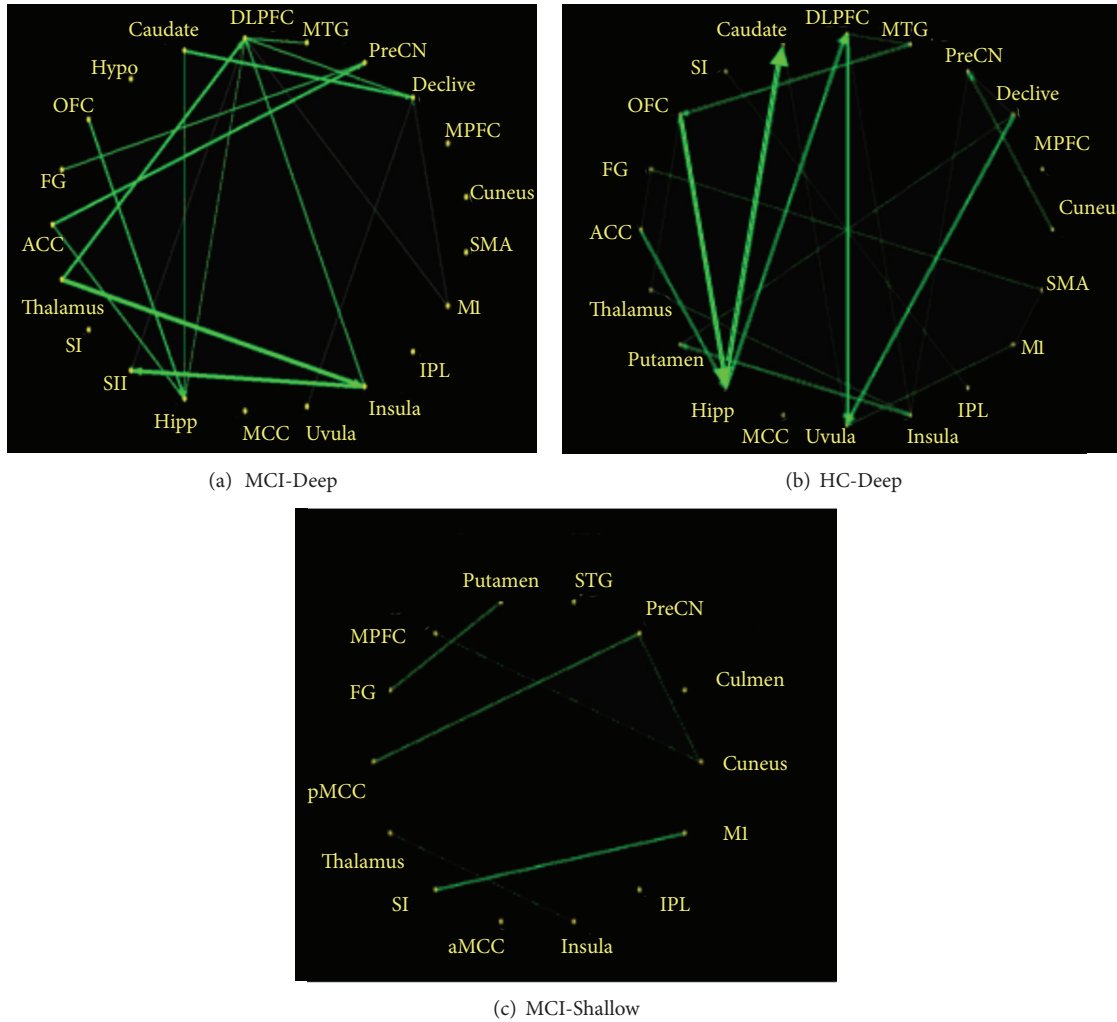 DLPFC
Caudate
MTG
PreCN
Hypo
Declive
OFC
MPFC
FG
Cuneus
ACC
SMA
Thalamus
M1
SI
IPL
SII
Insula
Hipp
MCC
Uvula
(a) MCI-Deep
DLPFC
Caudate
MTG
PreCN
SI
Declive
OFC
MPFC
FG
Cuneus
ACC
SMA
Thalamus
M1
Putamen
IPL
Hipp
MCC
Uvula
Insula
(b) HC-Deep
Putamen
STG
PreCN
MPFC
Culmen
FG
Cuneus
pMCC
M1
Thalamus
SI
IPL
aMCC
Insula
(c) MCI-Shallow